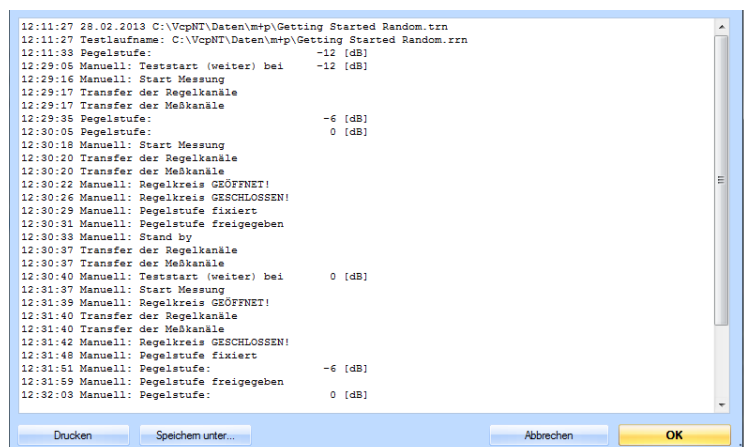 12:11:27 28.02.2013 C:\VcpNT\Daten\m+p\Getting Started Random.trn
12:11:27 Testlaufname: C:\VcpNT\Daten\m+p\Getting Started Random.rrn
12:11:33 Pegelstufe: -12 [dB]
12:29:05 Manuell: Teststart (weiter) bei -12 [dB]
12:29:16 Manuell: Start Messung
12:29:17 Transfer der Regelkanäle
12:29:17 Transfer der Meßkanäle
12:29:35 Pegelstufe: -6 [dB]
12:30:05 Pegelstufe: 0 [dB]
12:30:18 Manuell: Start Messung
12:30:20 Transfer der Regelkanäle
12:30:20 Transfer der Meßkanäle
12:30:22 Manuell: Regelkreis GEÖFFNET!
12:30:26 Manuell: Regelkreis GESCHLOSSEN!
12:30:29 Manuell: Pegelstufe fixiert
12:30:31 Manuell: Pegelstufe freigegeben
12:30:33 Manuell: Stand by
12:30:37 Transfer der Regelkanäle
12:30:37 Transfer der Meßkanäle
12:30:40 Manuell: Teststart (weiter) bei 0 [dB]
12:31:37 Manuell: Start Messung
12:31:39 Manuell: Regelkreis GEÖFFNET!
12:31:40 Transfer der Regelkanäle
12:31:40 Transfer der Meßkanäle
12:31:42 Manuell: Regelkreis GESCHLOSSEN!
12:31:48 Manuell: Pegelstufe fixiert
12:31:51 Manuell: Pegelstufe: -6 [dB]
12:31:59 Manuell: Pegelstufe freigegeben
12:32:03 Manuell: Pegelstufe: 0 [dB]
Drucken Speichern unter... Abbrechen OK